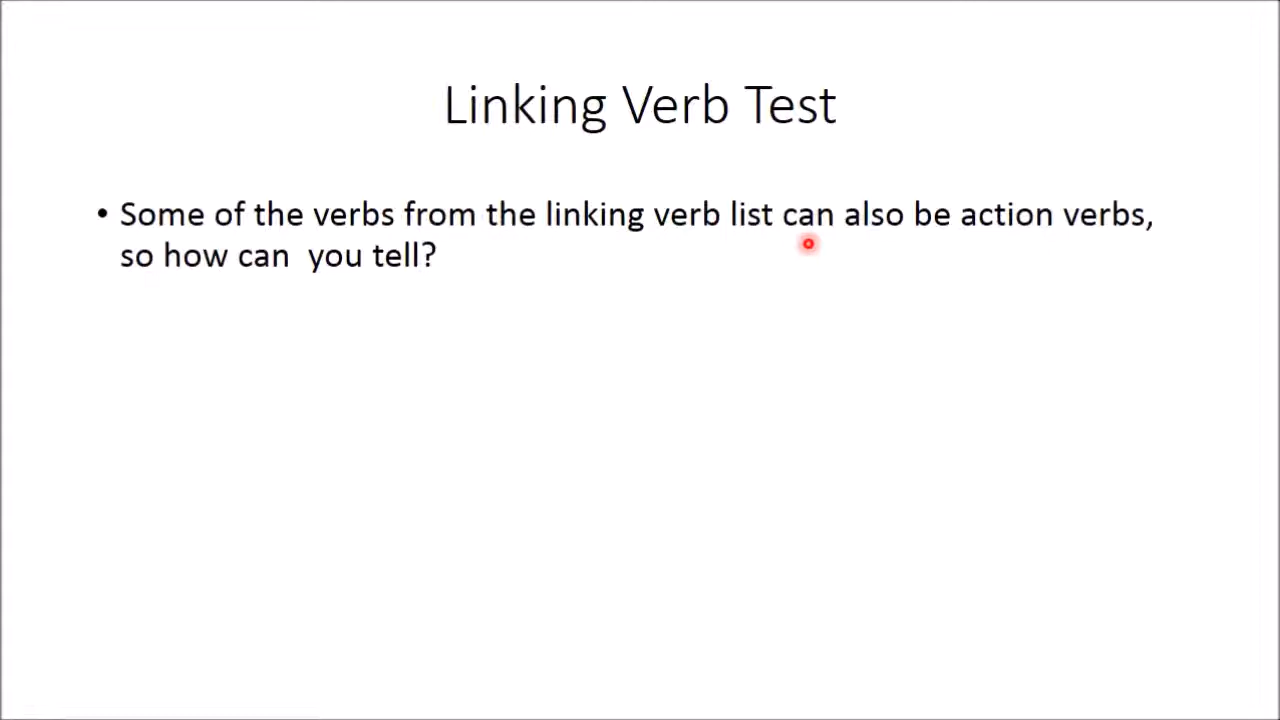 Linking Verb Test
• Some of the verbs from the linking verb list can also be action verbs,
so how can  you tell?